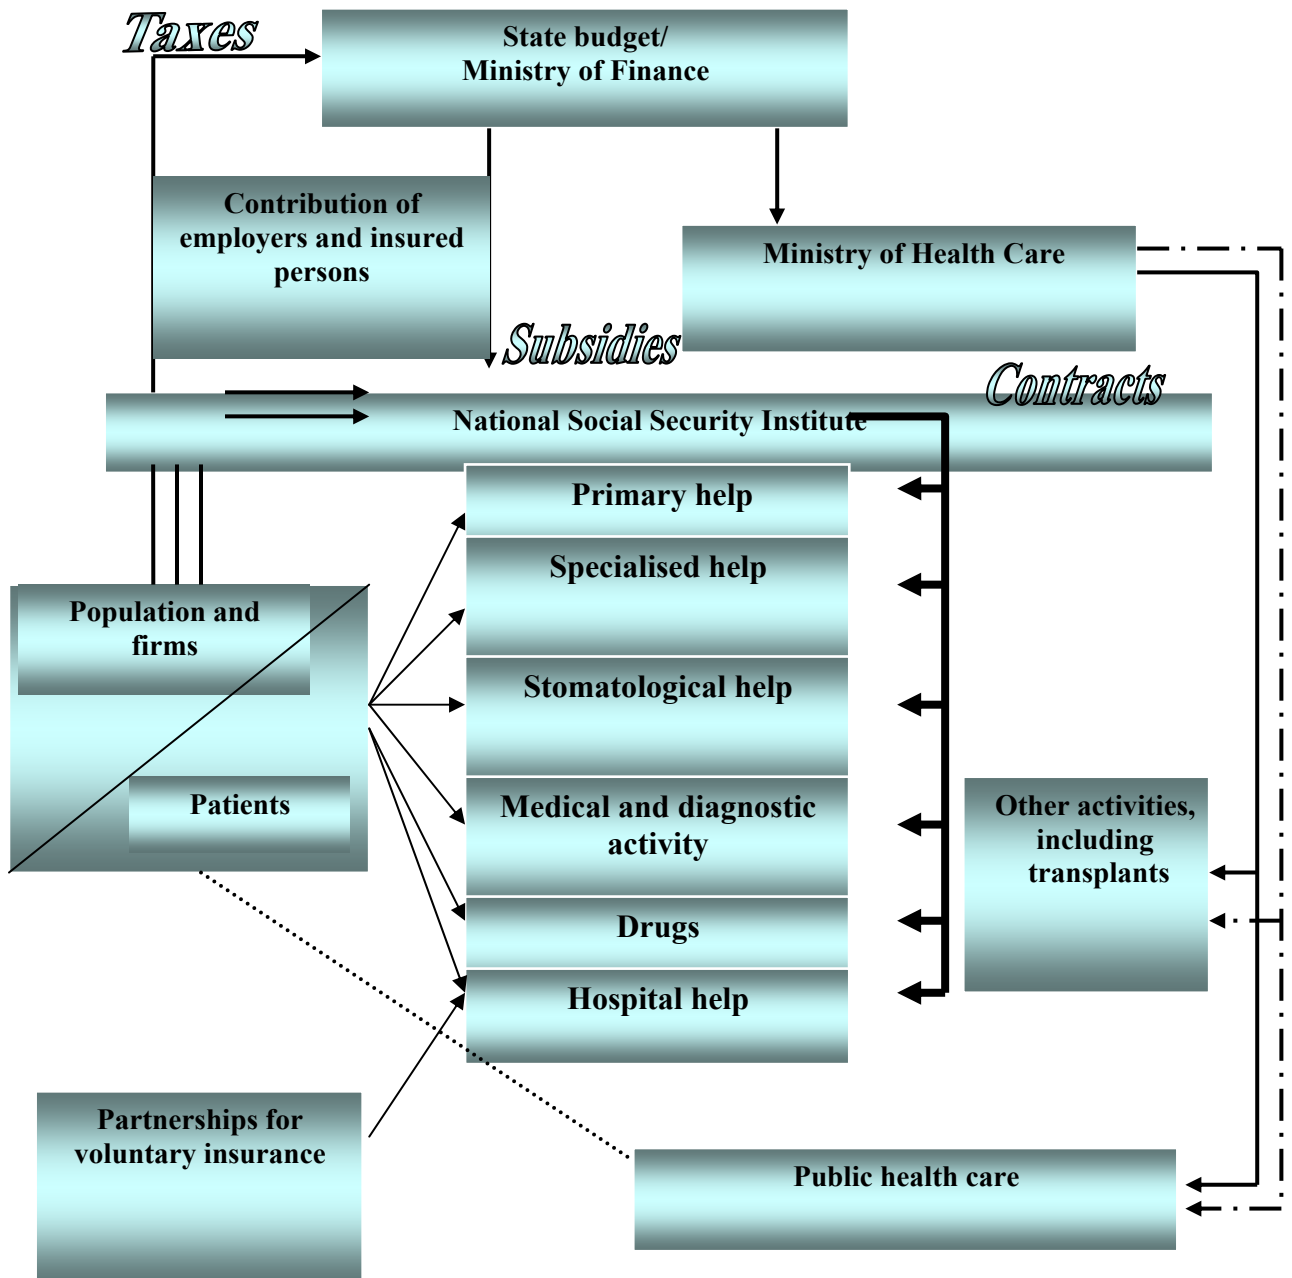 Taxes
State budget/
Ministry of Finance
Contribution of
employers and insured
persons
Ministry of Health Care
Subsidies
Contracts
National Social Security Institute
Primary help
Specialised help
Population and
firms
Stomatological help
Patients
Medical and diagnostic
activity
Other activities,
including
transplants
Drugs
Hospital help
Partnerships for
voluntary insurance
Public health care